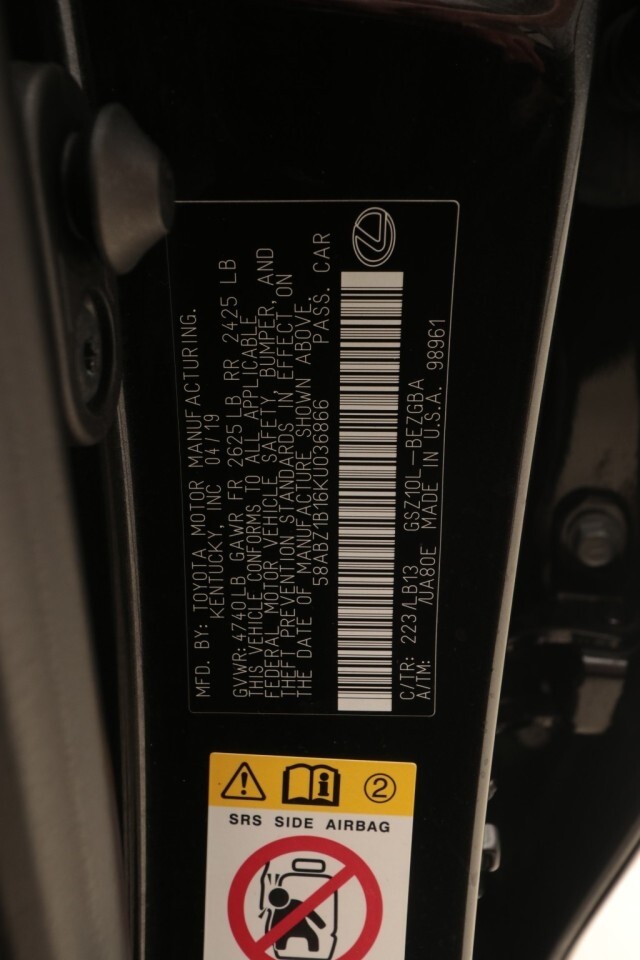 MFD. BY: TOYOTA MOTOR MANUFACTURING.
KENTUCKY, INC 04/19
GVWR: 4740LB GAWR FR 2625LB RR 2425 LB
THIS VEHICLE CONFORMS TO ALL APPLICABLE
FEDERAL MOTOR VEHICLE SAFETY, BUMPER, AND
THEFT PREVENTION STANDARDS IN EFFECT ON
THE DATE OF MANUFACTURE SHOWN ABOVE.
58ABZ1B16KU036866 PASS. CAR
C/TR: 223/LB13 GSZ10L-BEZGBA
A/TM: /UA80E MADE IN U.S.A. 98961
2
SRS SIDE AIRBAG